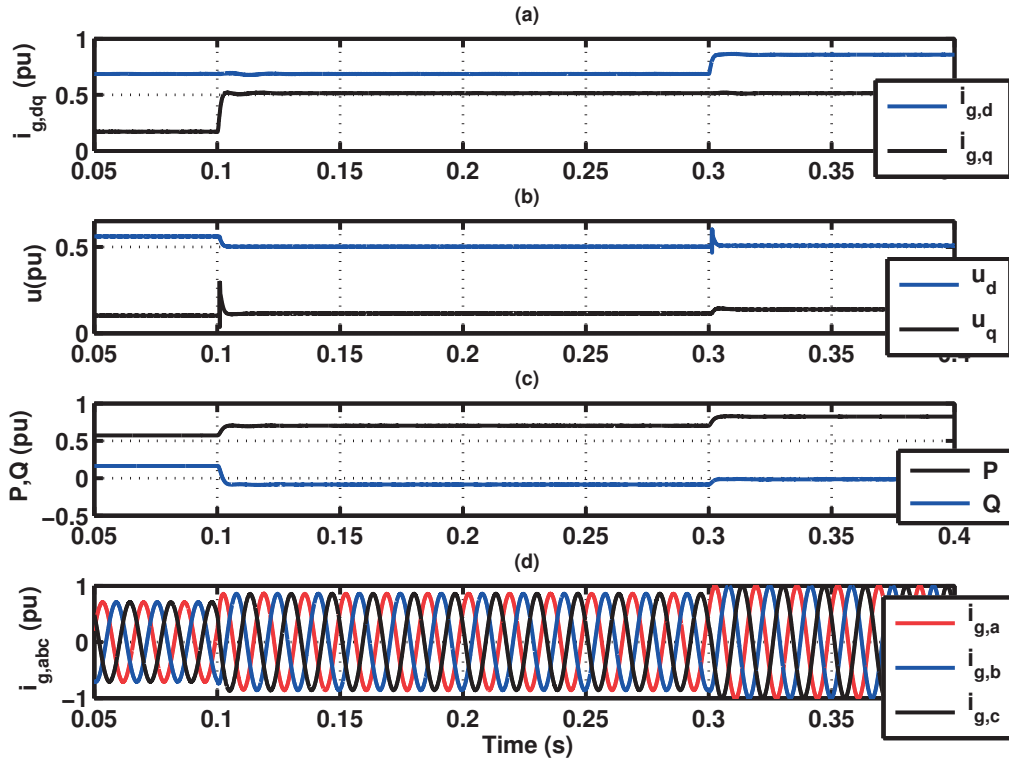 (a)
i_g,dq (pu)
1
0.5
0
0.05 0.1 0.15 0.2 0.25 0.3 0.35
i_g,d
i_g,q
(b)
u(pu)
0.5
0
0.05 0.1 0.15 0.2 0.25 0.3 0.35
u_d
u_q
(c)
P,Q (pu)
1
0.5
0
−0.5
0.05 0.1 0.15 0.2 0.25 0.3 0.35 0.4
P
Q
(d)
i_g,abc (pu)
1
0
−1
0.05 0.1 0.15 0.2 0.25 0.3 0.35
i_g,a
i_g,b
i_g,c
Time (s)